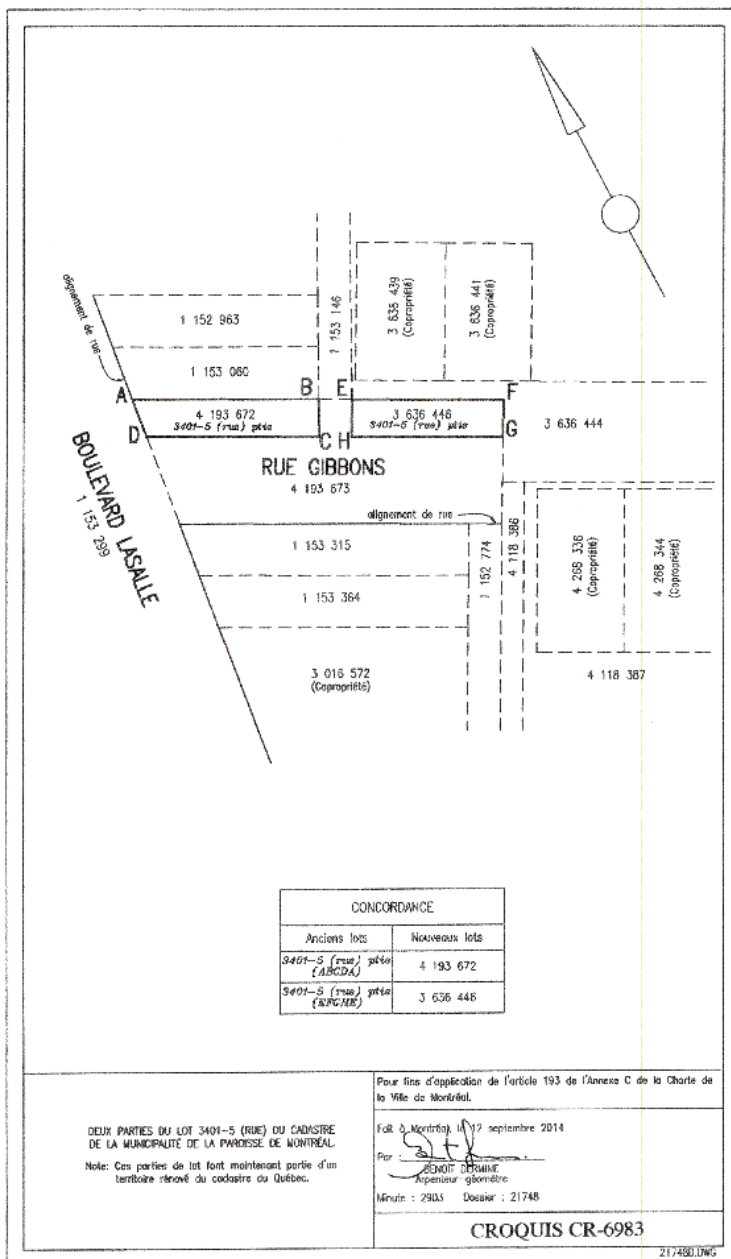 alignement de rue
1 152 963
1 153 060
1 153 146
3 636 439
(Copropriété)
3 636 441
(Copropriété)
A
B
E
F
4 193 672
3401-5 (rue) ptie
3 636 446
3401-5 (rue) ptie
3 636 444
D
C
H
G
RUE GIBBONS
4 193 673
BOULEVARD LASALLE
1 153 299
alignement de rue
1 153 315
1 153 364
3 016 572
(Copropriété)
1 152 774
4 118 386
4 268 336
(Copropriété)
4 268 344
(Copropriété)
4 118 387
CONCORDANCE
Anciens lots
Nouveaux lots
3401-5 (rue) ptie
(ABCDA)
4 193 672
3401-5 (rue) ptie
(EFGHE)
3 636 446
DEUX PARTIES DU LOT 3401-5 (RUE) DU CADASTRE
DE LA MUNICIPALITÉ DE LA PAROISSE DE MONTRÉAL
Note: Ces parties de lot font maintenant partie d'un
territoire rénové du cadastre du Québec.
Pour fins d'application de l'article 193 de l'Annexe C de la Charte de
la Ville de Montréal.
Fait à Montréal, le 12 septembre 2014
Par :
BENOÎT DERMINE
Arpenteur-géomètre
Minute : 2903 Dossier : 21748
CROQUIS CR-6983
21748D.DWG